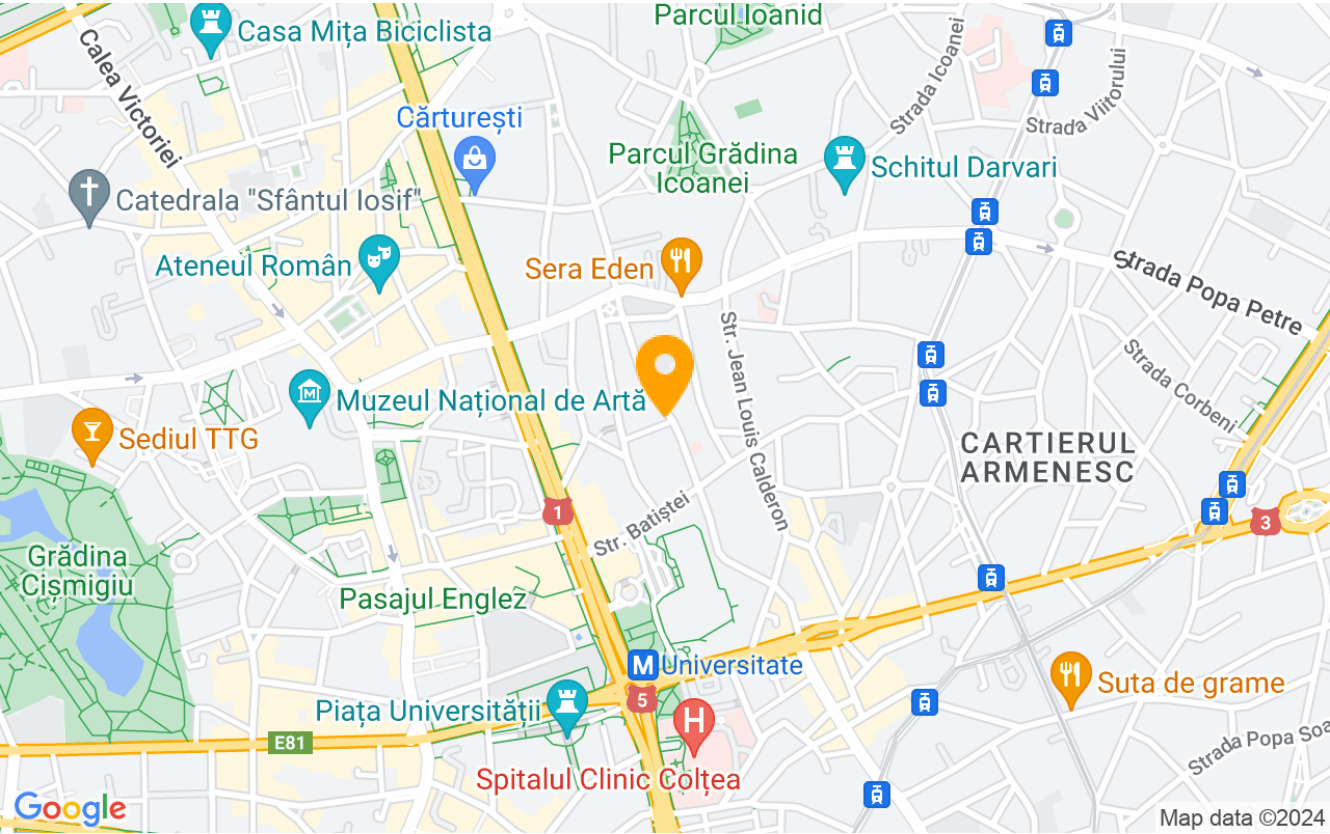 Parcul Ioanid
Casa Mița Biciclista
Calea Victoriei
Strada Icoanei
Strada Viitorului
Cărturești
Parcul Grădina
Icoanei
Schitul Darvari
Catedrala "Sfântul Iosif"
Ateneul Român
Sera Eden
Strada Popa Petre
Str. Jean Louis Calderon
Strada Corbeni
Muzeul Național de Artă
Sediul TTG
CARTIERUL
ARMENESC
1
3
Str. Batiștei
Grădina
Cișmigiu
Pasajul Englez
M
Universitate
5
Piața Universității
H
Suta de grame
E81
Strada Popa Soa
Spitalul Clinic Colțea
Google
Map data ©2024